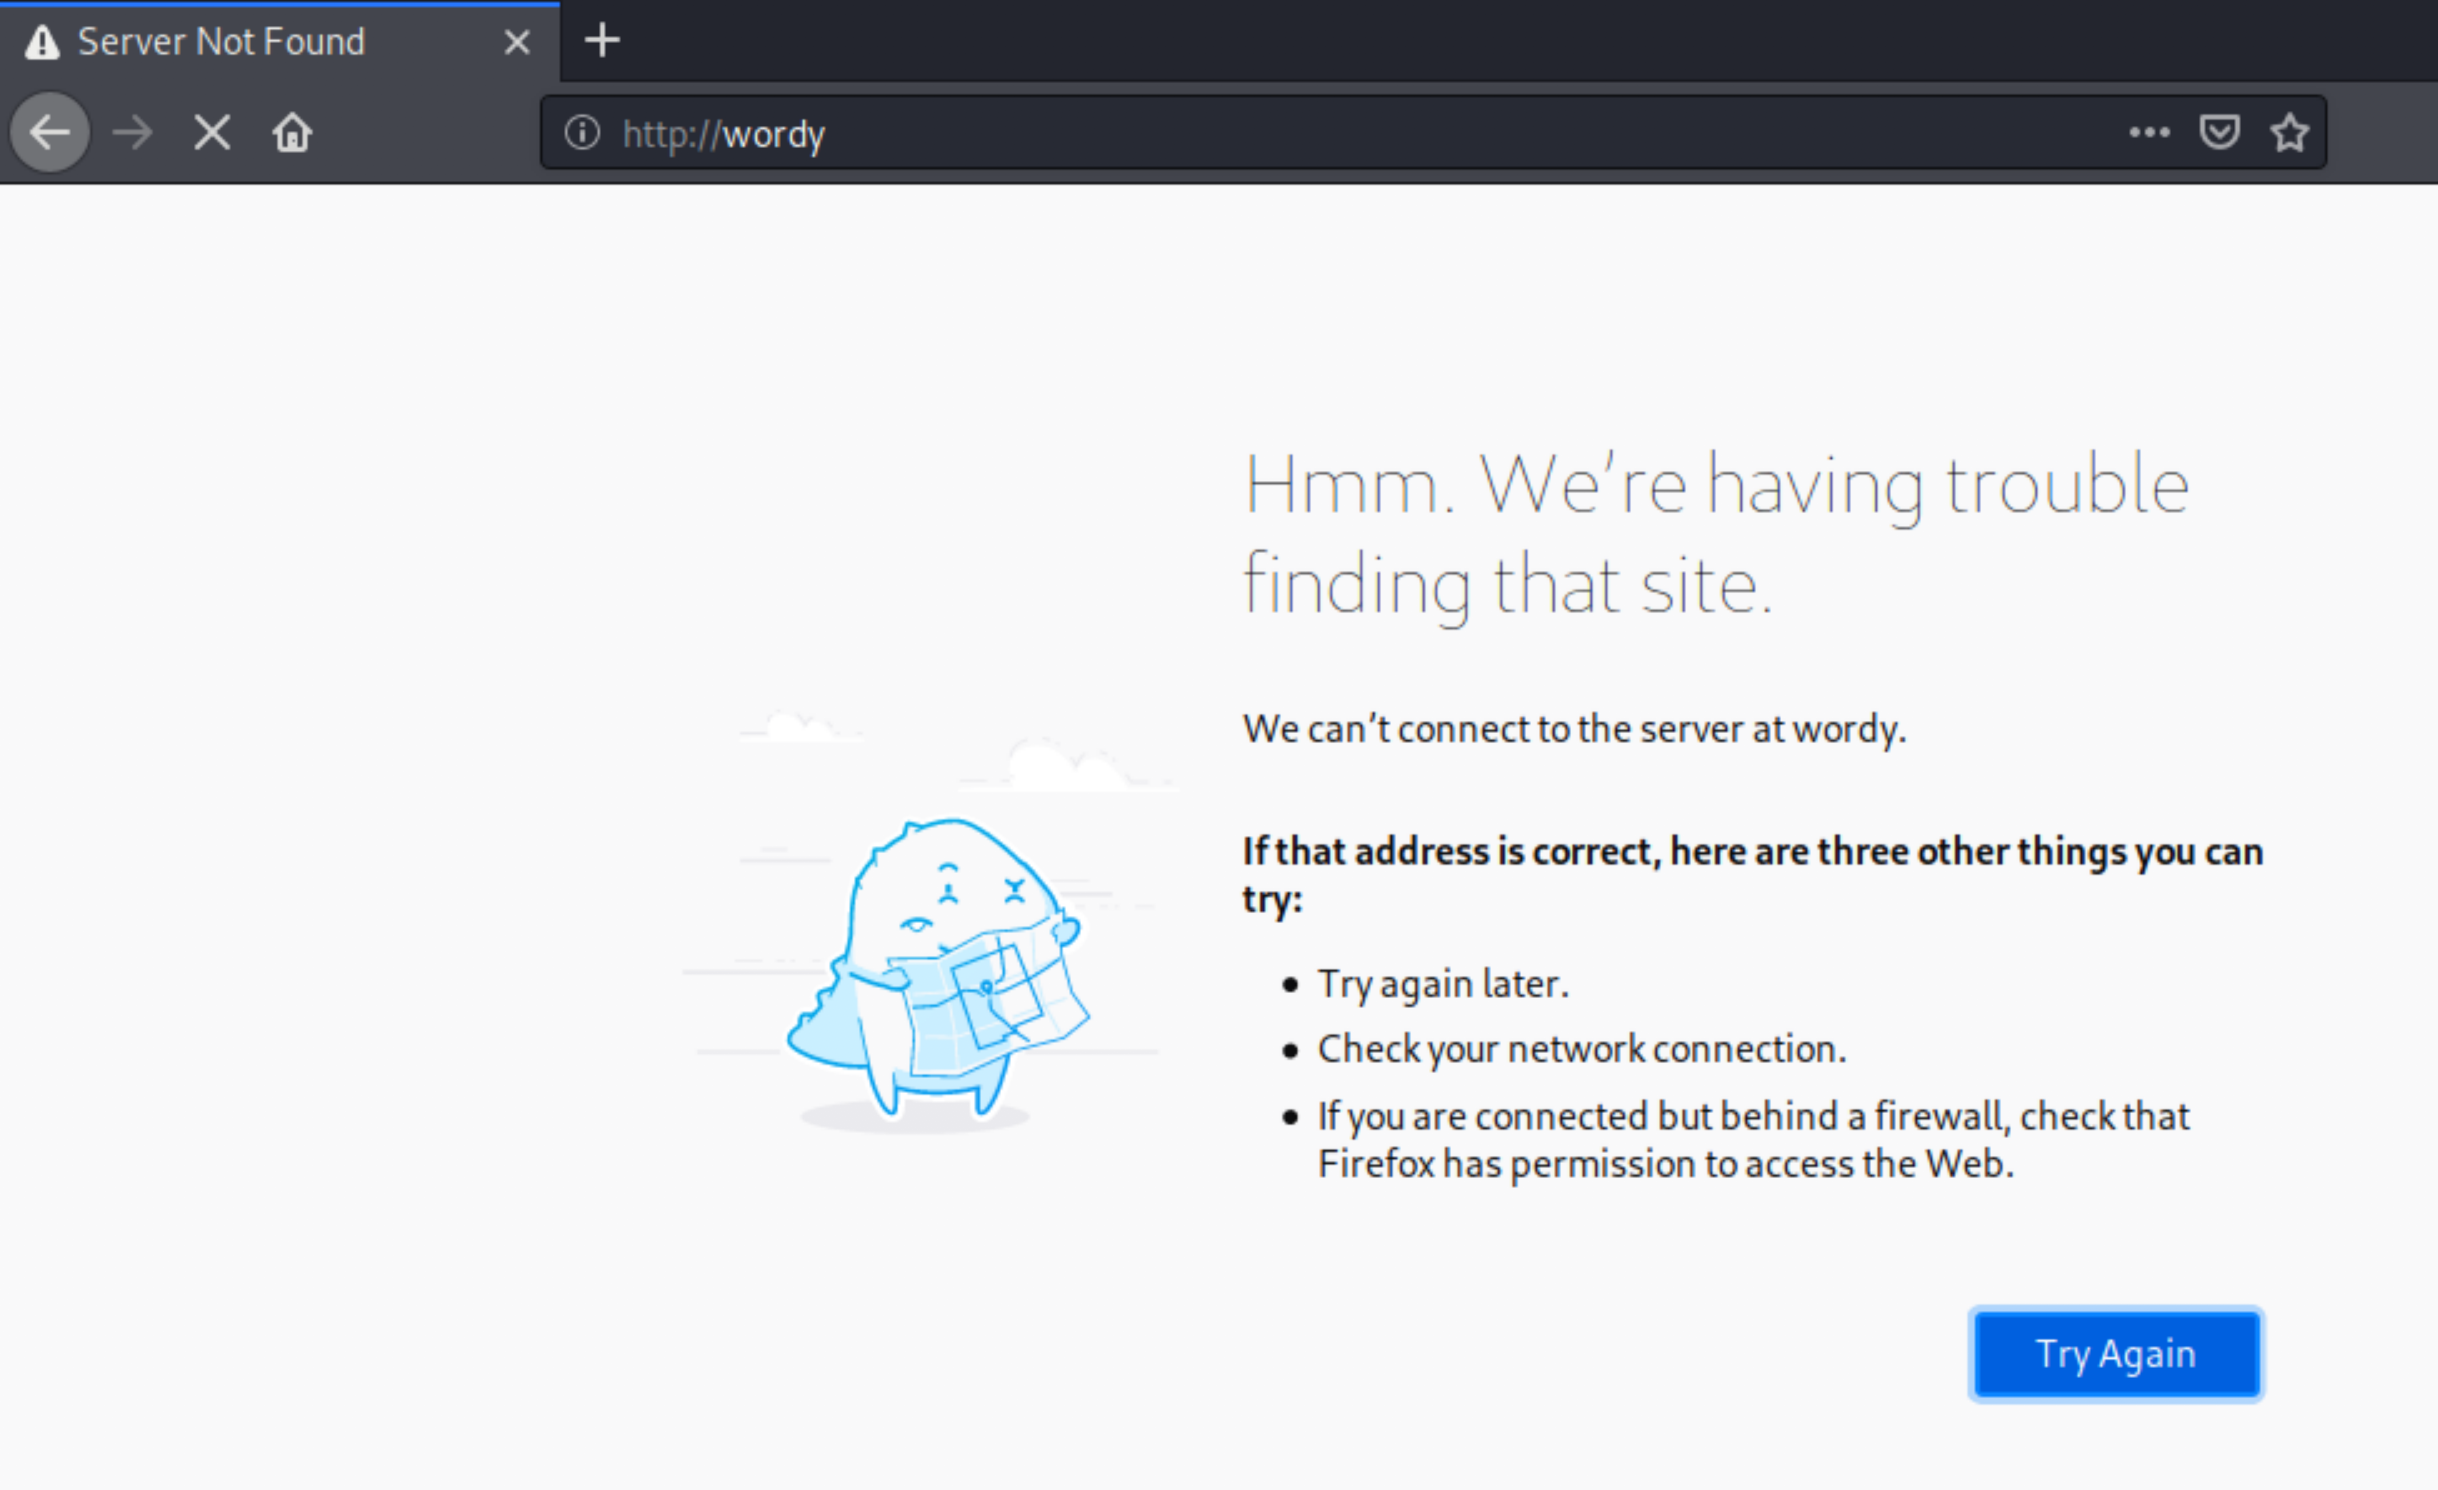 Server Not Found
http://wordy
Hmm. We're having trouble
finding that site.
We can't connect to the server at wordy.
If that address is correct, here are three other things you can
try:
Try again later.
Check your network connection.
If you are connected but behind a firewall, check that
Firefox has permission to access the Web.
Try Again